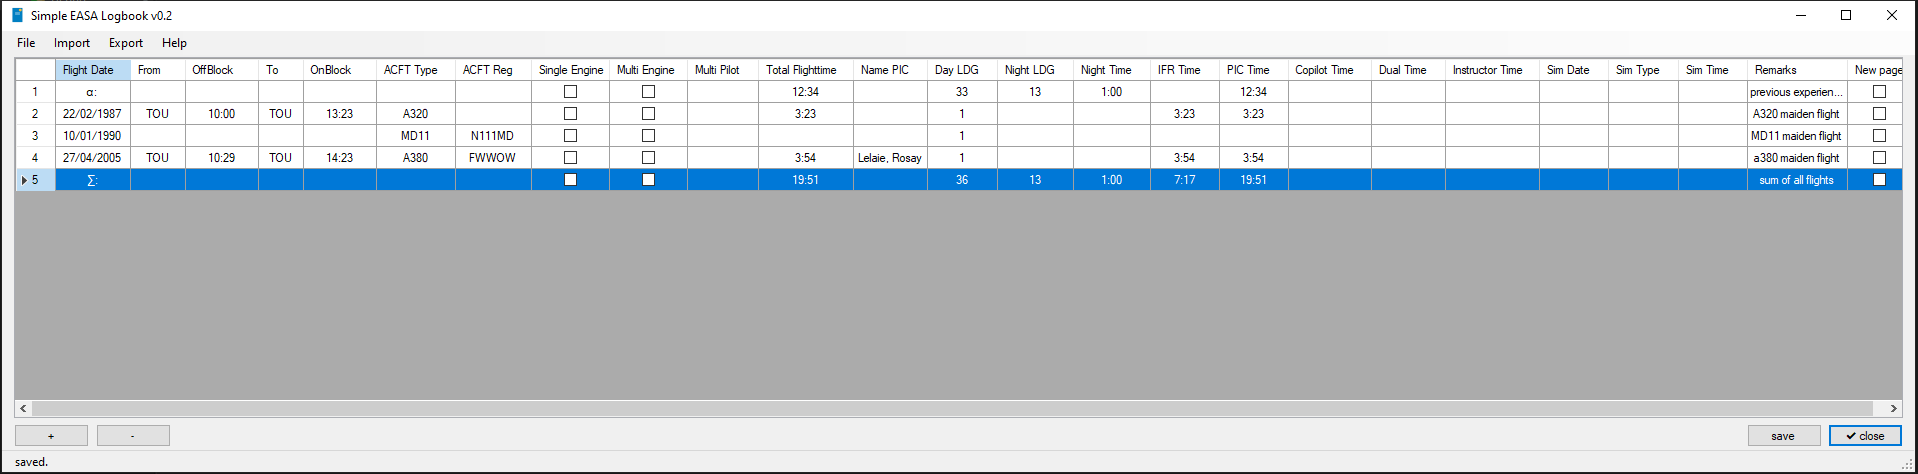 Simple EASA Logbook v0.2
File Import Export Help
Flight Date From OffBlock To OnBlock ACFT Type ACFT Reg Single Engine Multi Engine Multi Pilot Total Flighttime Name PIC Day LDG Night LDG Night Time IFR Time PIC Time Copilot Time Dual Time Instructor Time Sim Date Sim Type Sim Time Remarks New page
1 α: 12:34 33 13 1:00 12:34 previous experien...
2 22/02/1987 TOU 10:00 TOU 13:23 A320 3:23 1 3:23 3:23 A320 maiden flight
3 10/01/1990 MD11 N111MD 1 MD11 maiden flight
4 27/04/2005 TOU 10:29 TOU 14:23 A380 FWWOW 3:54 Lelaie, Rosay 1 3:54 3:54 a380 maiden flight
5 ∑: 19:51 36 13 1:00 7:17 19:51 sum of all flights
+ - save ✔ close
saved.